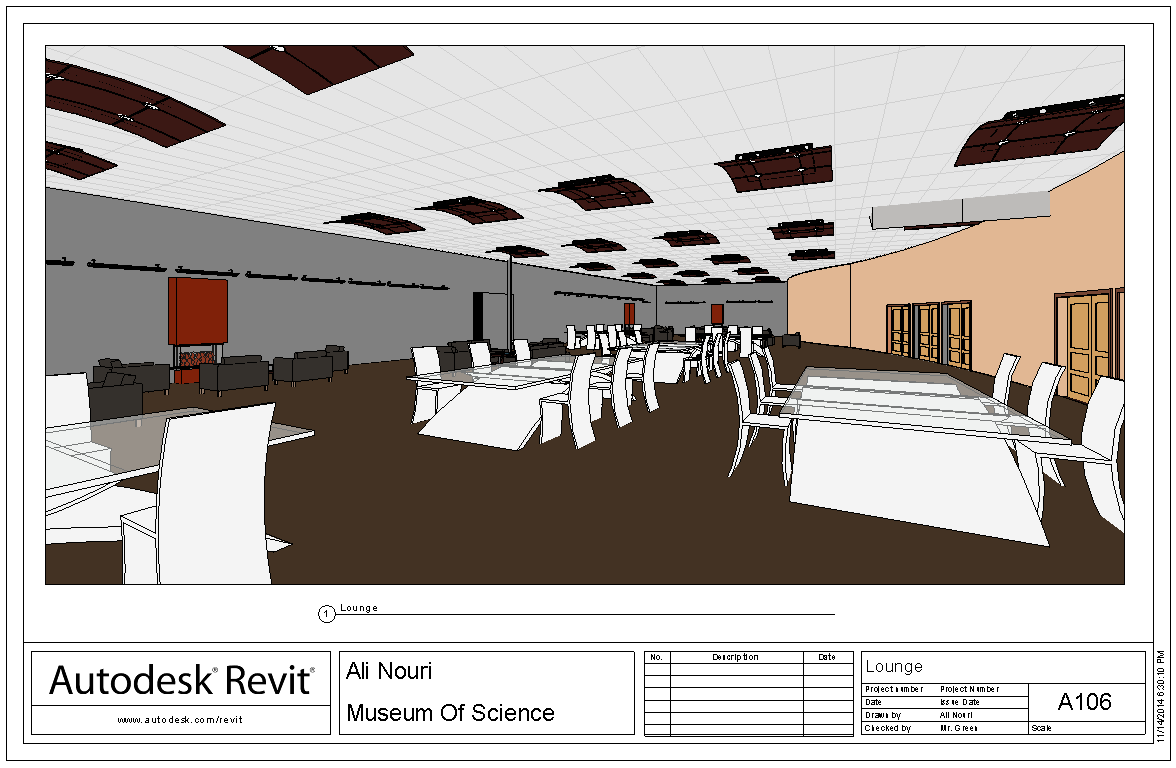 1
Lounge
Autodesk® Revit®
www.autodesk.com/revit
Ali Nouri
Museum Of Science
No. Description Date
Lounge
Project number Project Number
Date Issue Date
Drawn by Ali Nouri
Checked by Mr. Green
A106
Scale
11/14/2014 6:30:10 PM